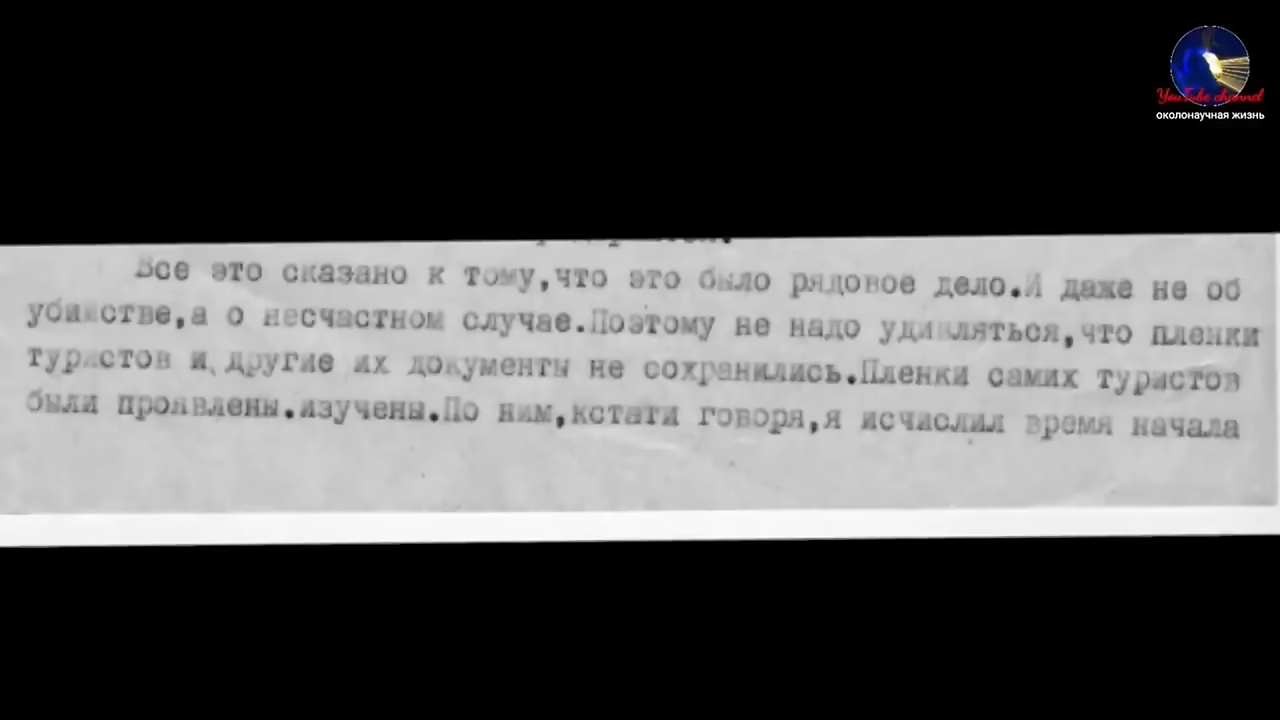 YouTube channel
околонаучная жизнь
Все это сказано к тому,что это было рядовое дело.И даже не об
убийстве,а о несчастном случае.Поэтому не надо удивляться,что пленки
туристов и другие их документы не сохранились.Пленки самих туристов
были проявлены.изучены.По ним,кстати говоря,я исчислил время начала